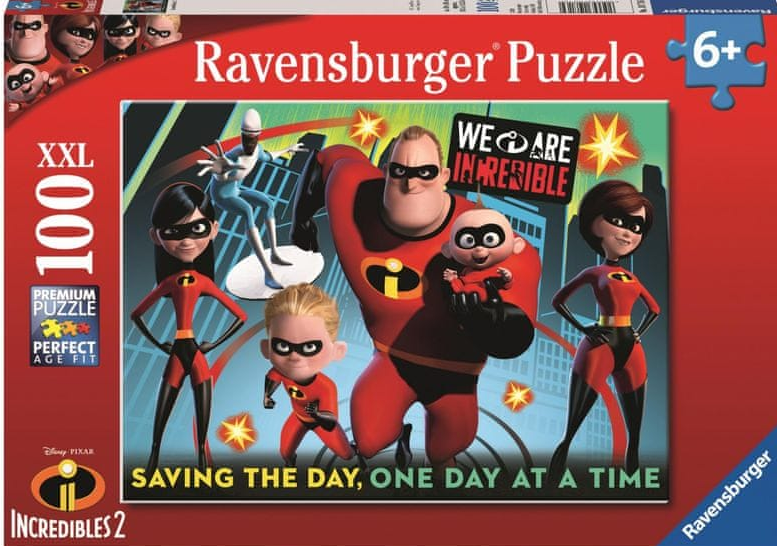 Ravensburger
Ravensburger® Puzzle
6+
XXL
100
WE i ARE
INCREDIBLE
PREMIUM
PUZZLE
PERFECT
AGE FIT
Disney · PIXAR
INCREDIBLES 2
SAVING THE DAY, ONE DAY AT A TIME
Ravensburger